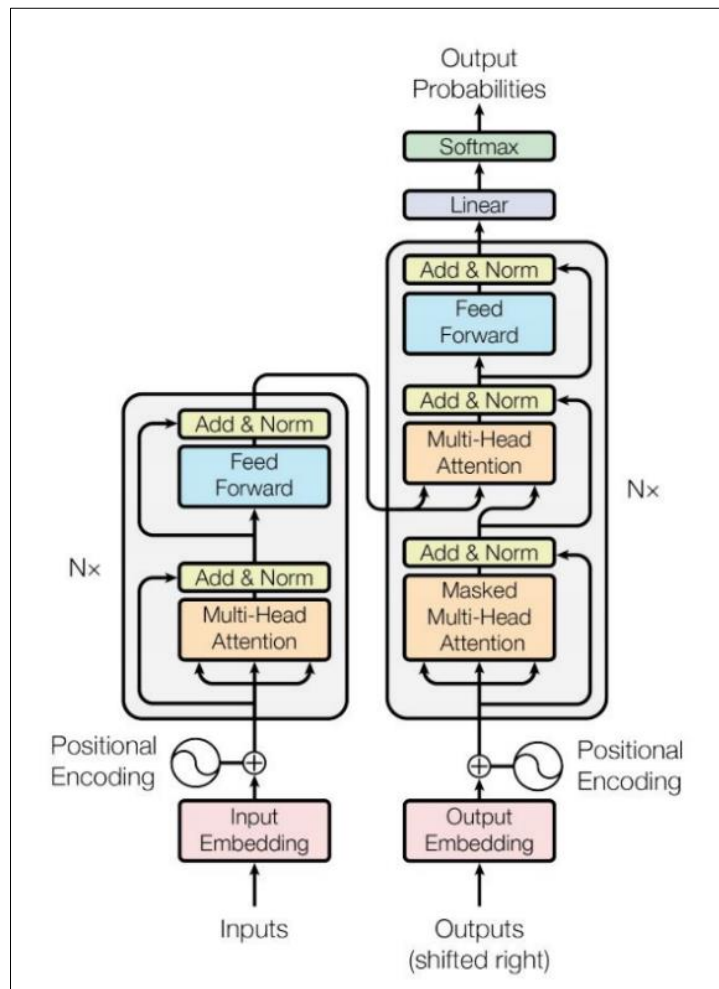 Output
Probabilities
Softmax
Linear
Add & Norm
Feed
Forward
Add & Norm
Multi-Head
Attention
Add & Norm
Masked
Multi-Head
Attention
Nx
Add & Norm
Feed
Forward
Add & Norm
Multi-Head
Attention
Nx
Positional
Encoding
Positional
Encoding
Input
Embedding
Output
Embedding
Inputs
Outputs
(shifted right)